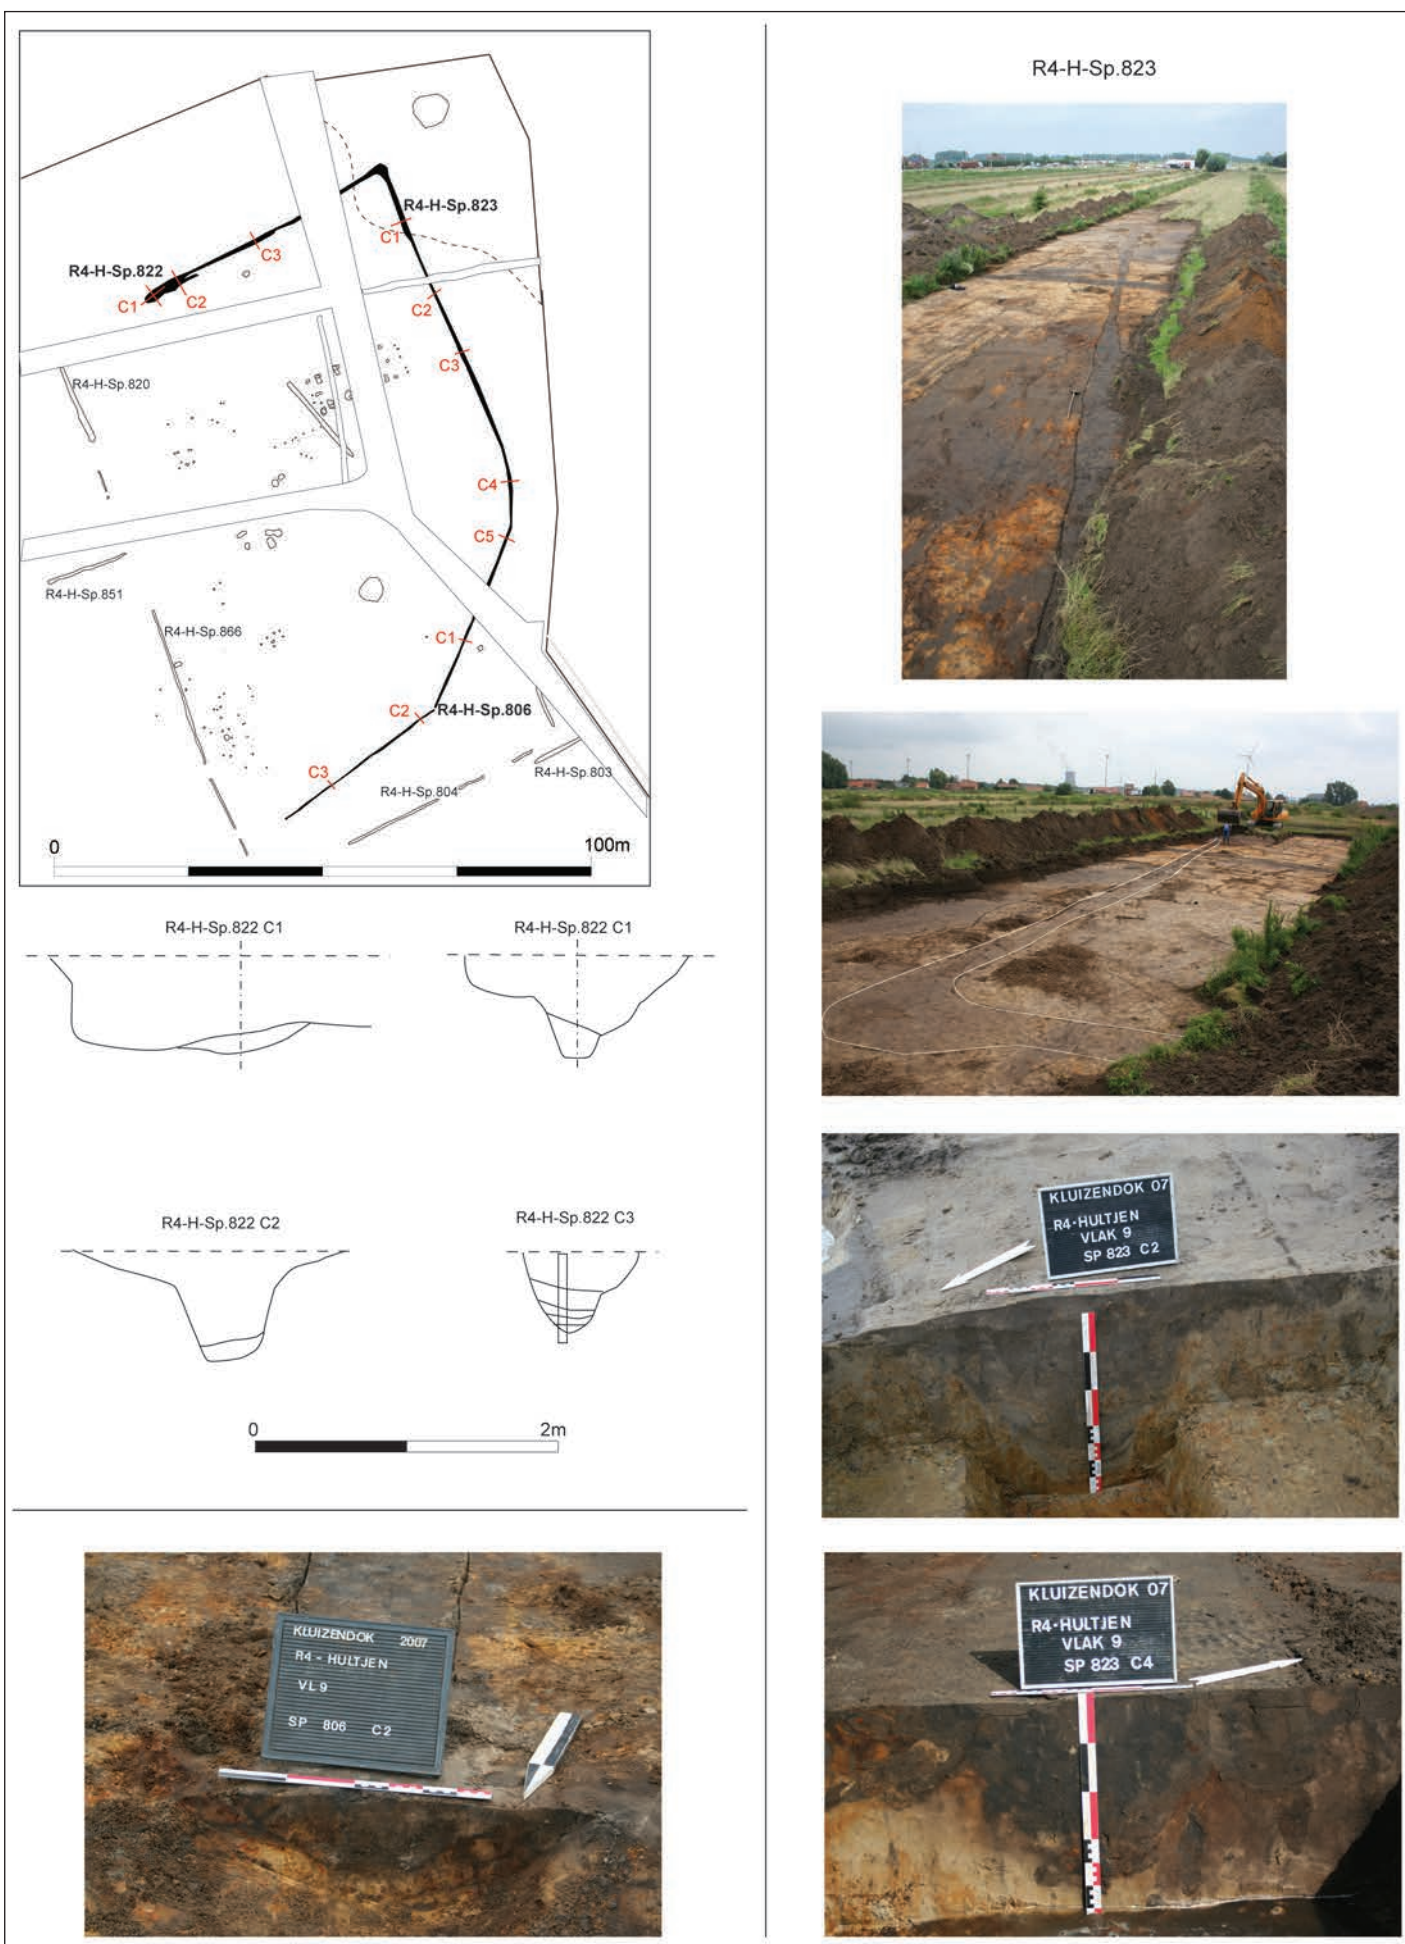 R4-H-Sp.823
C1
R4-H-Sp.822
C3
C1
C2
C2
C3
R4-H-Sp.820
C4
C5
R4-H-Sp.851
R4-H-Sp.866
C1
C2
R4-H-Sp.806
C3
R4-H-Sp.803
R4-H-Sp.804
0
100m
R4-H-Sp.822 C1
R4-H-Sp.822 C1
R4-H-Sp.822 C2
R4-H-Sp.822 C3
0
2m
KLUIZENDOK 2007
R4 - HULTJEN
VL 9
SP 806 C2
R4-H-Sp.823
KLUIZENDOK 07
R4·HULTJEN
VLAK 9
SP 823 C2
KLUIZENDOK 07
R4·HULTJEN
VLAK 9
SP 823 C4